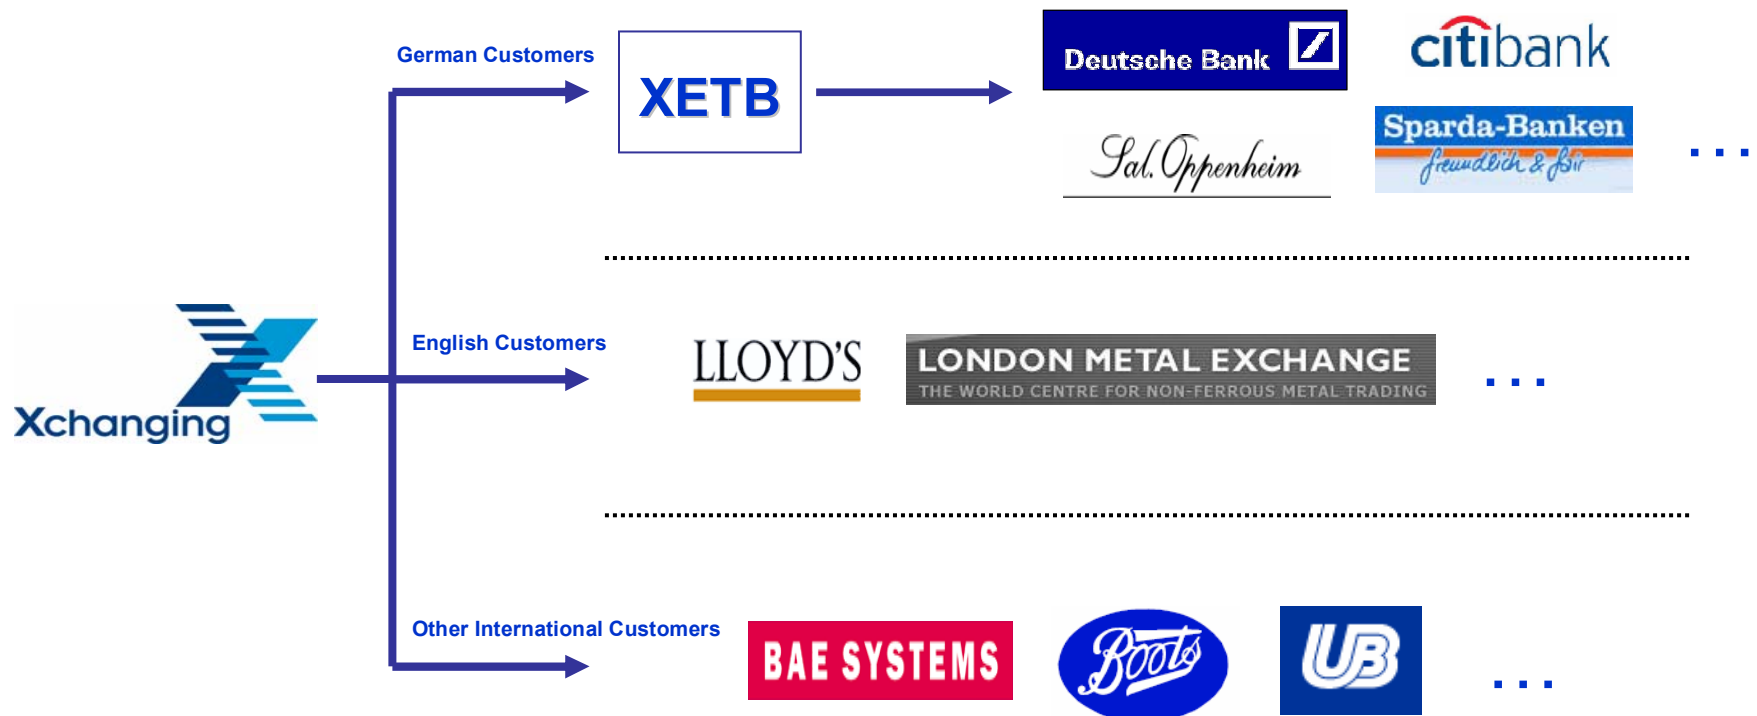 German Customers
XETB
Deutsche Bank
citibank
Sal. Oppenheim
Sparda-Banken
freundlich & fair
...
Xchanging
English Customers
LLOYD'S
LONDON METAL EXCHANGE
THE WORLD CENTRE FOR NON-FERROUS METAL TRADING
...
Other International Customers
BAE SYSTEMS
Boots
UB
...